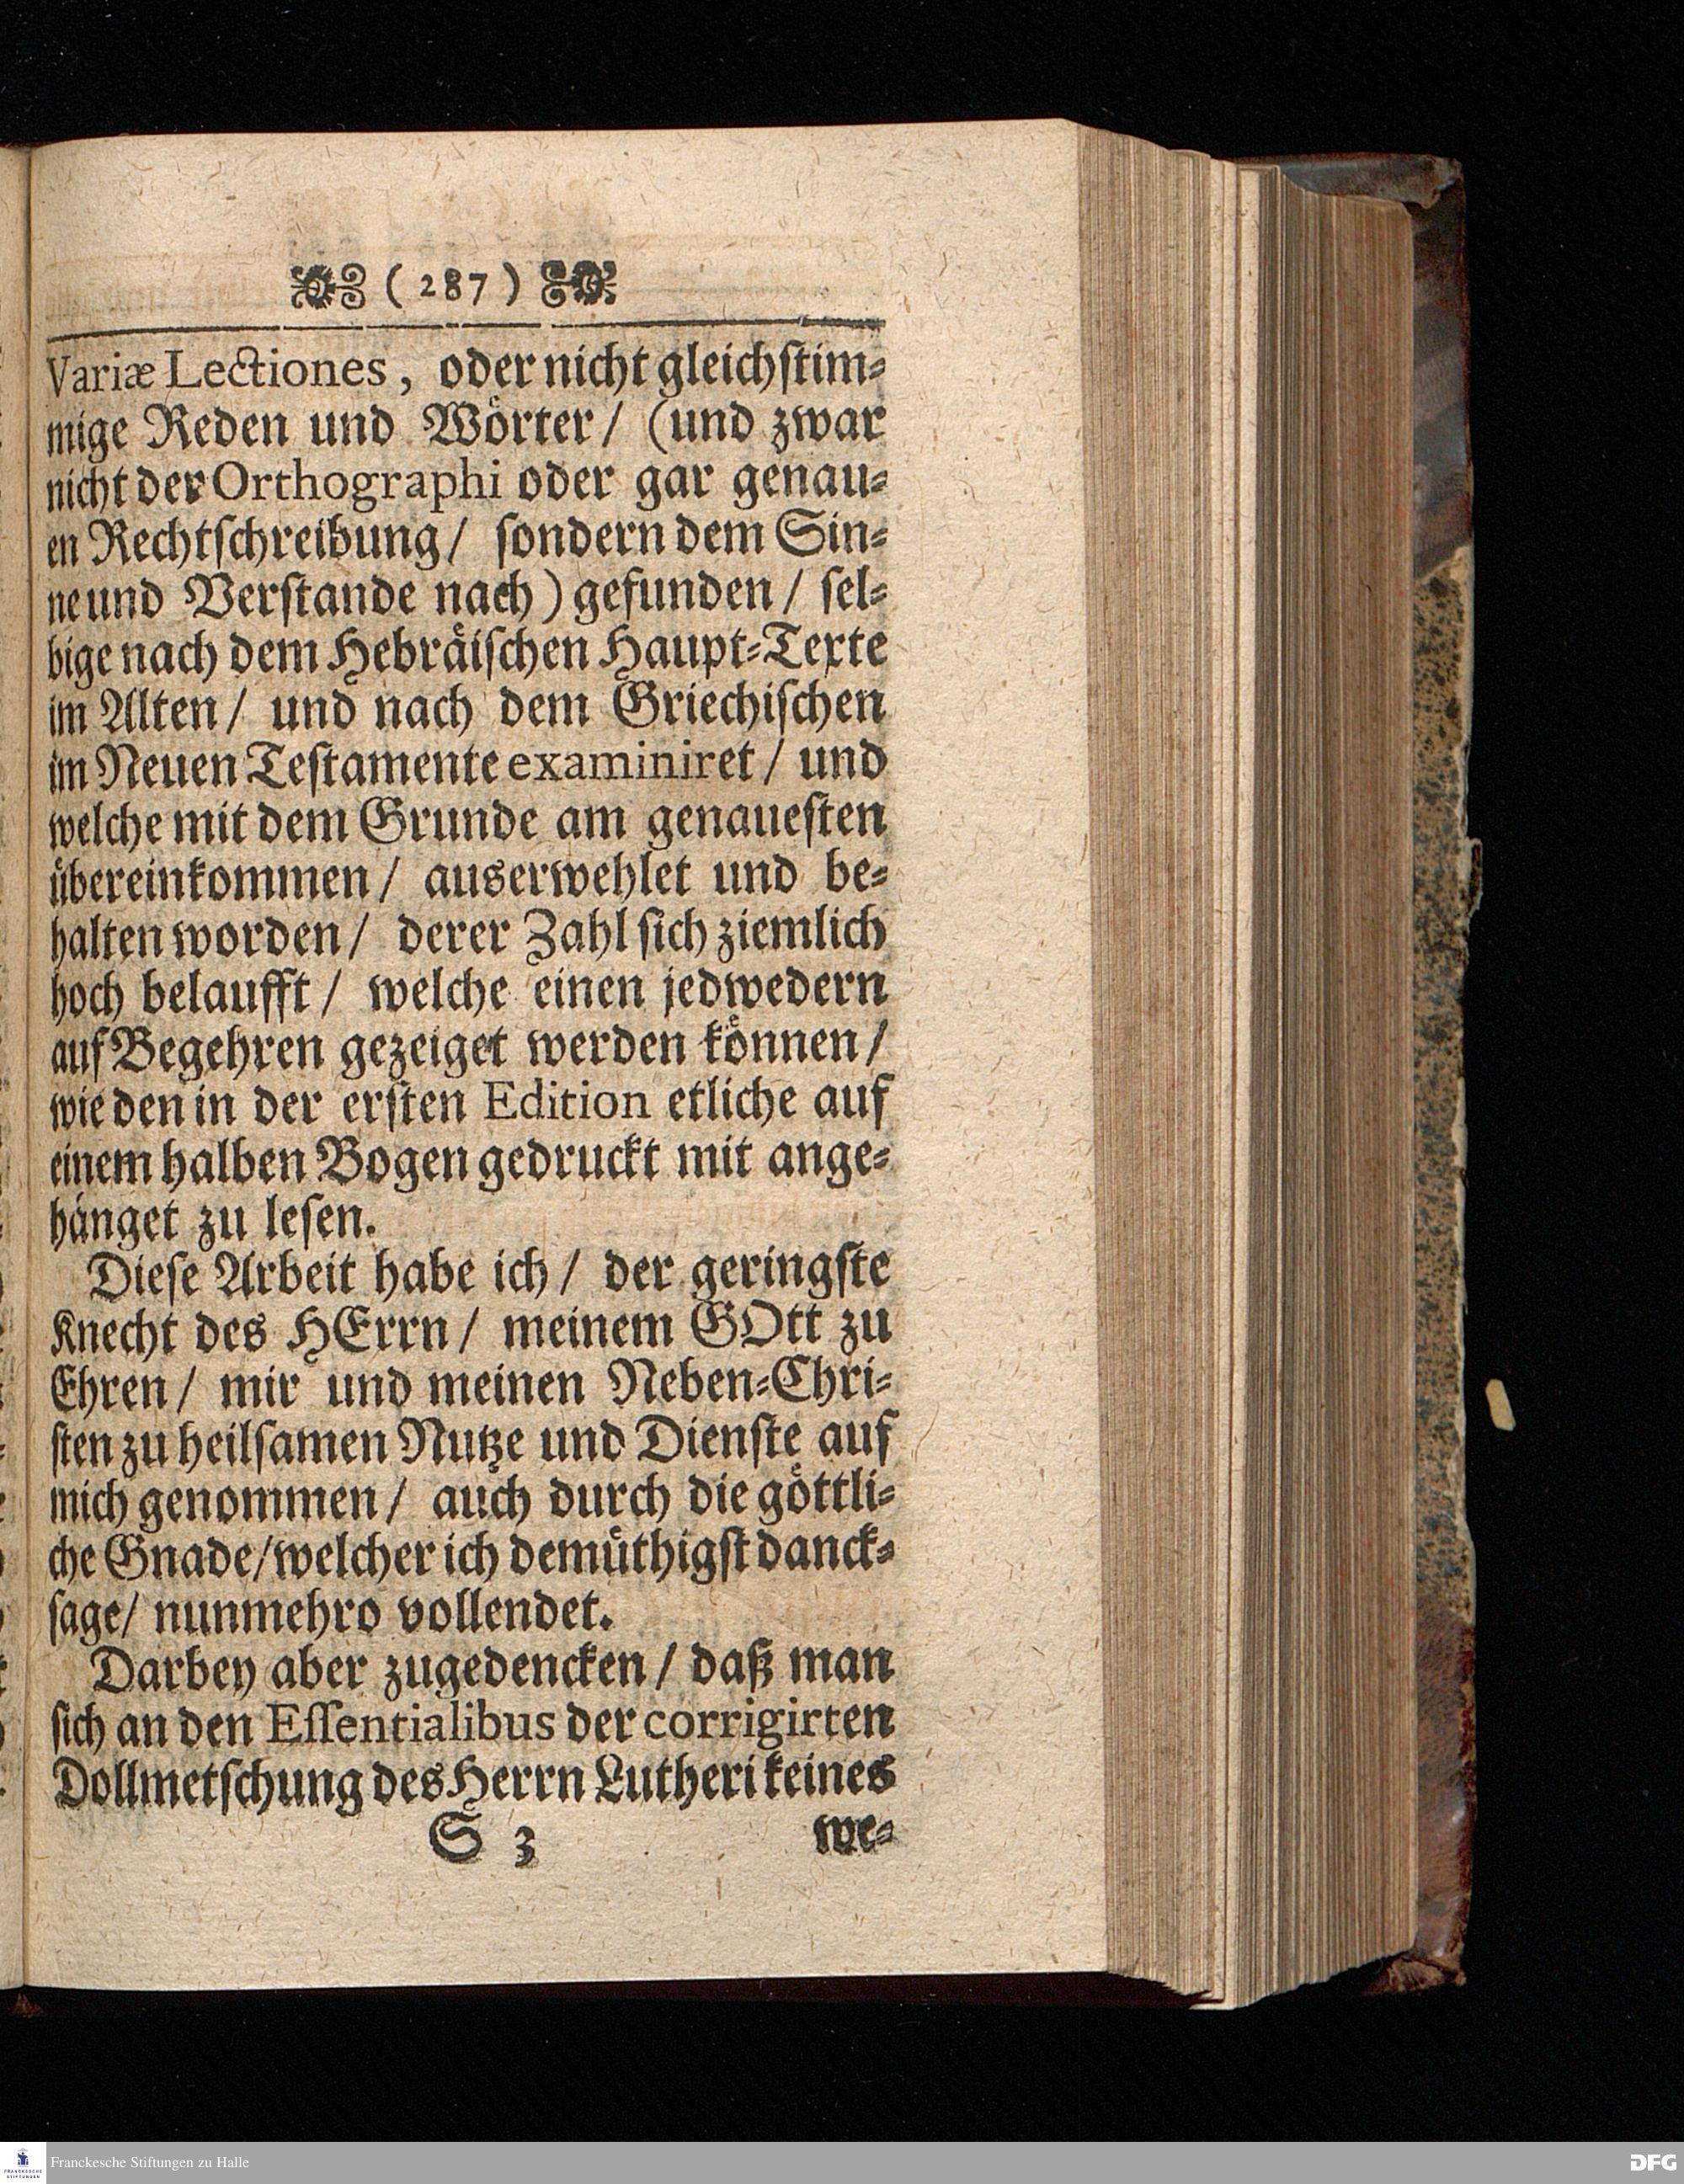 ( 287 )
Variæ Lectiones, oder nicht gleichstim-
mige Reden und Wörter/ (und zwar
nicht der Orthographi oder gar genau-
en Rechtschreibung/ sondern dem Sin-
ne und Verstande nach) gefunden/ sel-
bige nach dem Hebräischen Haupt-Texte
im Alten/ und nach dem Griechischen
im Neuen Testamente examiniret/ und
welche mit dem Grunde am genauesten
übereinkommen/ auserwehlet und be-
halten worden/ derer Zahl sich ziemlich
hoch belaufft/ welche einen jedwedern
auf Begehren gezeiget werden können/
wie den in der ersten Edition etliche auf
einem halben Bogen gedruckt mit ange-
hänget zu lesen.
Diese Arbeit habe ich/ der geringste
Knecht des HErrn/ meinem GOtt zu
Ehren/ mir und meinen Neben-Chri-
sten zu heilsamen Nutze und Dienste auf
mich genommen/ auch durch die göttli-
che Gnade/welcher ich demüthigst danck-
sage/ nunmehro vollendet.
Darbey aber zugedencken/ daß man
sich an den Essentialibus der corrigirten
Dollmetschung des Herrn Lutheri keines
S 3 we-
FRANCKESCHE STIFTUNGEN
Franckesche Stiftungen zu Halle
DFG